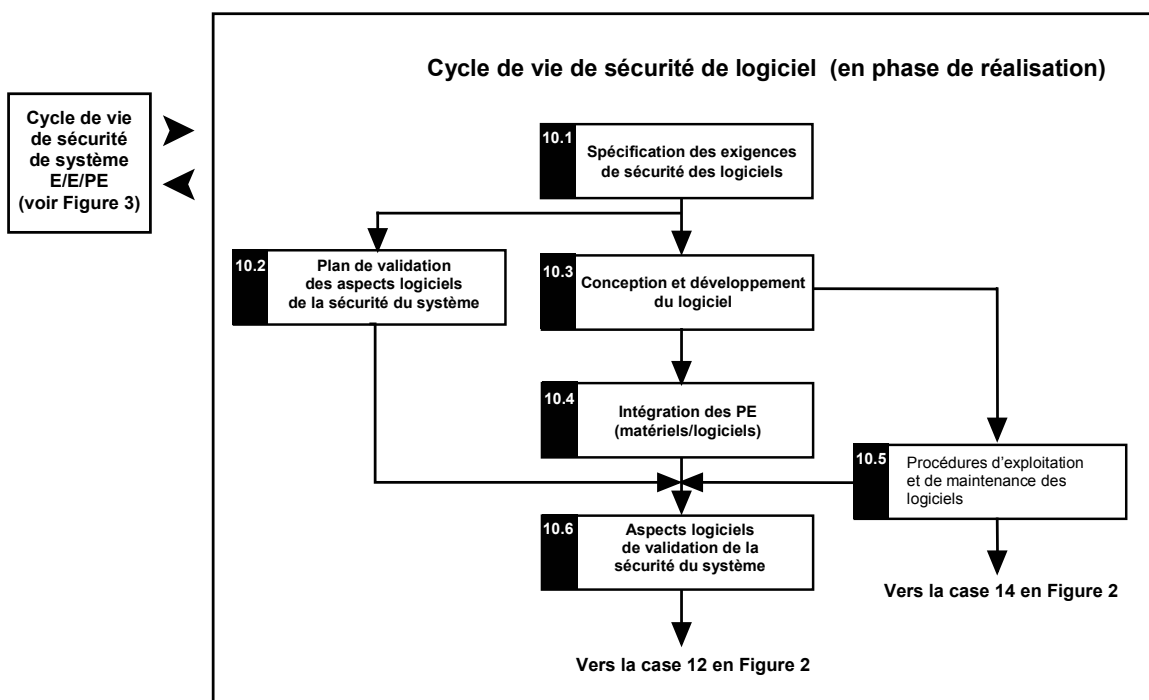 Cycle de vie de sécurité de logiciel (en phase de réalisation)
Cycle de vie
de sécurité
de système
E/E/PE
(voir Figure 3)
10.1
Spécification des exigences
de sécurité des logiciels
10.2
Plan de validation
des aspects logiciels
de la sécurité du système
10.3
Conception et développement
du logiciel
10.4
Intégration des PE
(matériels/logiciels)
10.5
Procédures d’exploitation
et de maintenance des
logiciels
10.6
Aspects logiciels
de validation de la
sécurité du système
Vers la case 14 en Figure 2
Vers la case 12 en Figure 2